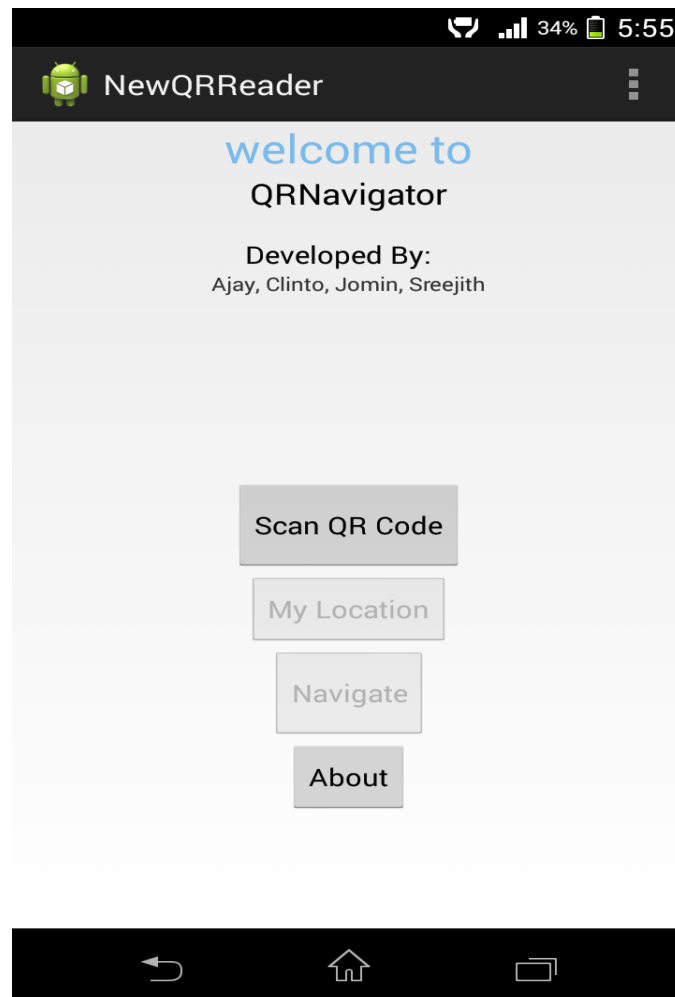 34% 5:55
NewQRReader
welcome to
QRNavigator
Developed By:
Ajay, Clinto, Jomin, Sreejith
Scan QR Code
My Location
Navigate
About